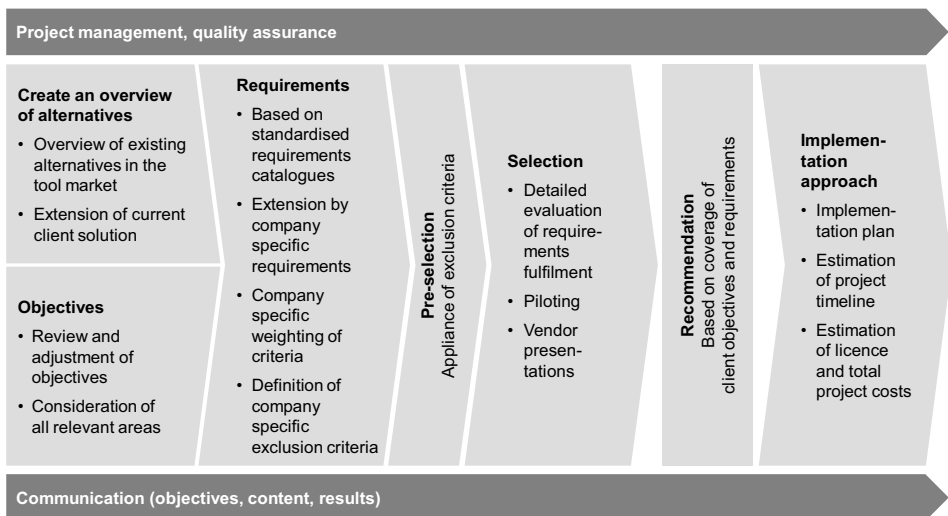 Project management, quality assurance
Create an overview
of alternatives
• Overview of existing
alternatives in the
tool market
• Extension of current
client solution
Objectives
• Review and
adjustment of
objectives
• Consideration of
all relevant areas
Requirements
• Based on
standardised
requirements
catalogues
• Extension by
company
specific
requirements
• Company
specific
weighting of
criteria
• Definition of
company
specific
exclusion criteria
Pre-selection
Appliance of exclusion criteria
Selection
• Detailed
evaluation
of require-
ments
fulfilment
• Piloting
• Vendor
presen-
tations
Recommendation
Based on coverage of
client objectives and requirements
Implemen-
tation
approach
• Implemen-
tation plan
• Estimation
of project
timeline
• Estimation
of licence
and total
project costs
Communication (objectives, content, results)